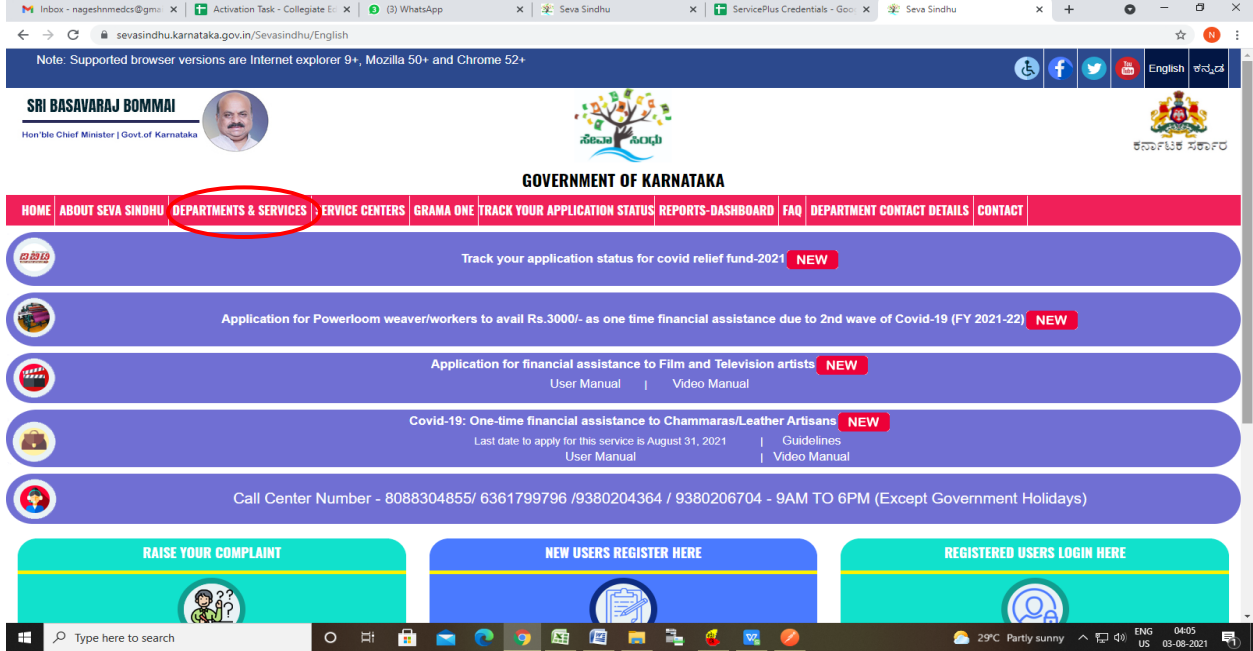 Inbox - nageshnmedcs@gma
Activation Task - Collegiate E
(3) WhatsApp
Seva Sindhu
ServicePlus Credentials - Goo
Seva Sindhu
sevasindhu.karnataka.gov.in/Sevasindhu/English
N
Note: Supported browser versions are Internet explorer 9+, Mozilla 50+ and Chrome 52+
You Tube
English
ಕನ್ನಡ
SRI BASAVARAJ BOMMAI
Hon'ble Chief Minister | Govt.of Karnataka
ಸೇವಾ ಸಿಂಧು
ಕರ್ನಾಟಕ ಸರ್ಕಾರ
GOVERNMENT OF KARNATAKA
HOME ABOUT SEVA SINDHU DEPARTMENTS & SERVICES SERVICE CENTERS GRAMA ONE TRACK YOUR APPLICATION STATUS REPORTS-DASHBOARD FAQ DEPARTMENT CONTACT DETAILS CONTACT
Track your application status for covid relief fund-2021 NEW
Application for Powerloom weaver/workers to avail Rs.3000/- as one time financial assistance due to 2nd wave of Covid-19 (FY 2021-22) NEW
Application for financial assistance to Film and Television artists NEW
User Manual | Video Manual
Covid-19: One-time financial assistance to Chammaras/Leather Artisans NEW
Last date to apply for this service is August 31, 2021 | Guidelines
User Manual | Video Manual
Call Center Number - 8088304855/ 6361799796 /9380204364 / 9380206704 - 9AM TO 6PM (Except Government Holidays)
RAISE YOUR COMPLAINT
NEW USERS REGISTER HERE
REGISTERED USERS LOGIN HERE
Type here to search
29°C Partly sunny
ENG
US
04:05
03-08-2021
1